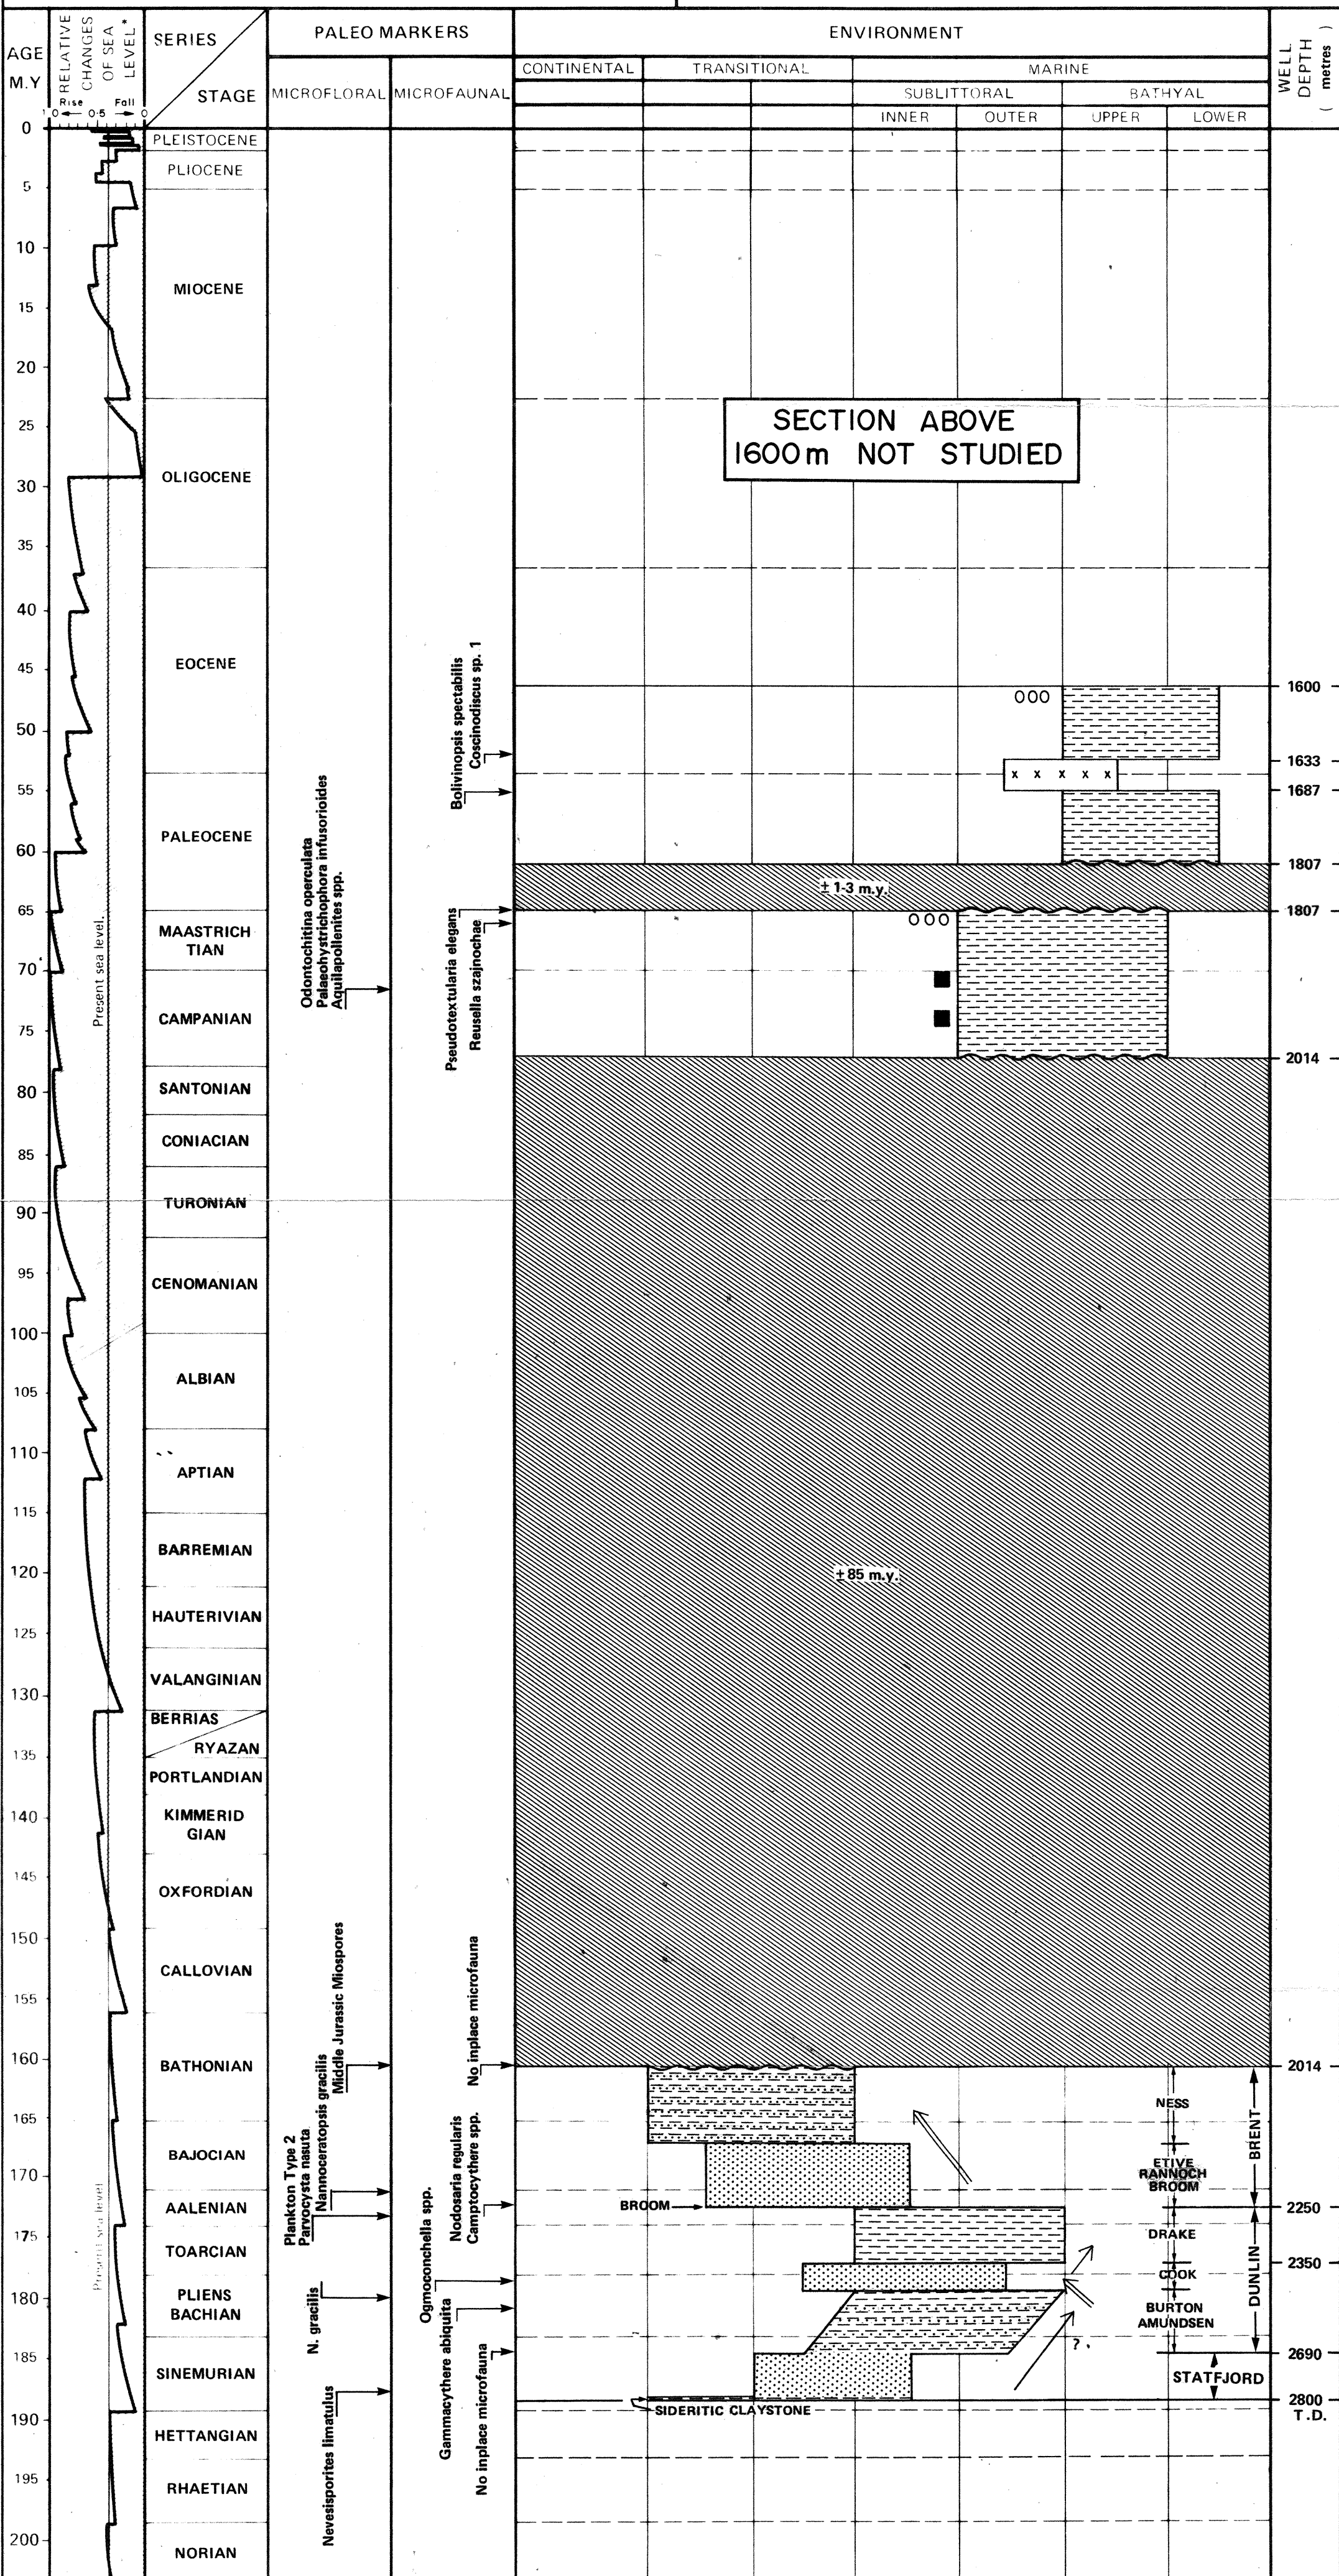 AGE
M.Y
RELATIVE
CHANGES
OF SEA
LEVEL*
Rise Fall
1.0 0.5 0
SERIES
STAGE
PALEO MARKERS
MICROFLORAL
MICROFAUNAL
ENVIRONMENT
CONTINENTAL
TRANSITIONAL
MARINE
SUBLITTORAL
BATHYAL
INNER
OUTER
UPPER
LOWER
WELL
DEPTH
( metres )
0
5
10
15
20
25
30
35
40
45
50
55
60
65
70
75
80
85
90
95
100
105
110
115
120
125
130
135
140
145
150
155
160
165
170
175
180
185
190
195
200
Present sea level.
Present sea level
PLEISTOCENE
PLIOCENE
MIOCENE
OLIGOCENE
EOCENE
PALEOCENE
MAASTRICH
TIAN
CAMPANIAN
SANTONIAN
CONIACIAN
TURONIAN
CENOMANIAN
ALBIAN
APTIAN
BARREMIAN
HAUTERIVIAN
VALANGINIAN
BERRIAS
RYAZAN
PORTLANDIAN
KIMMERID
GIAN
OXFORDIAN
CALLOVIAN
BATHONIAN
BAJOCIAN
AALENIAN
TOARCIAN
PLIENS
BACHIAN
SINEMURIAN
HETTANGIAN
RHAETIAN
NORIAN
Odontochitina operculata
Palaeohystrichophora infusorioides
Aquilapollenites spp.
Plankton Type 2
Parvocysta nasuta
Nannoceratopsis gracilis
Middle Jurassic Miospores
N. gracilis
Nevesisporites limatulus
Bolivinopsis spectabilis
Coscinodiscus sp. 1
Pseudotextularia elegans
Reusella szajnochae
No inplace microfauna
Nodosaria regularis
Camptocythere spp.
Ogmoconchella spp.
Gammacythere abiquita
No inplace microfauna
SECTION ABOVE
1600m NOT STUDIED
OOO
x x x x x
± 1-3 m.y.
OOO
± 85 m.y.
BROOM
SIDERITIC CLAYSTONE
?.
NESS
ETIVE
RANNOCH
BROOM
BRENT
DRAKE
COOK
BURTON
AMUNDSEN
DUNLIN
STATFJORD
1600
1633
1687
1807
1807
2014
2014
2250
2350
2690
2800
T.D.